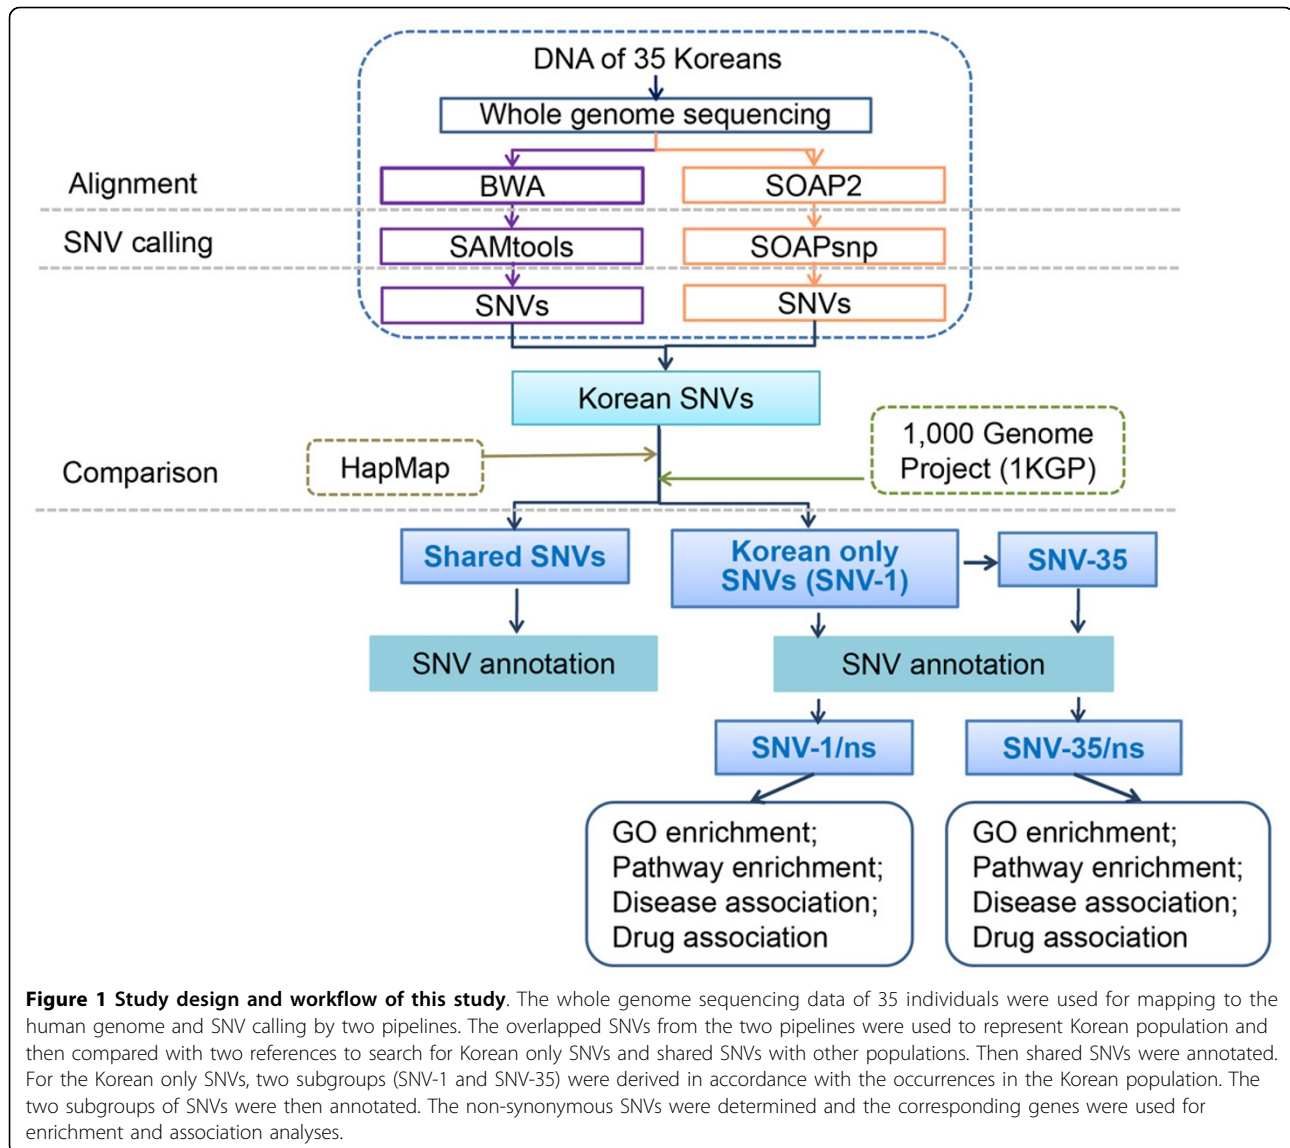 DNA of 35 Koreans
Whole genome sequencing
Alignment
BWA
SOAP2
SNV calling
SAMtools
SOAPsnp
SNVs
SNVs
Korean SNVs
Comparison
HapMap
1,000 Genome
Project (1KGP)
Shared SNVs
Korean only
SNVs (SNV-1)
SNV-35
SNV annotation
SNV annotation
SNV-1/ns
SNV-35/ns
GO enrichment;
Pathway enrichment;
Disease association;
Drug association
GO enrichment;
Pathway enrichment;
Disease association;
Drug association
Figure 1 Study design and workflow of this study. The whole genome sequencing data of 35 individuals were used for mapping to the
human genome and SNV calling by two pipelines. The overlapped SNVs from the two pipelines were used to represent Korean population and
then compared with two references to search for Korean only SNVs and shared SNVs with other populations. Then shared SNVs were annotated.
For the Korean only SNVs, two subgroups (SNV-1 and SNV-35) were derived in accordance with the occurrences in the Korean population. The
two subgroups of SNVs were then annotated. The non-synonymous SNVs were determined and the corresponding genes were used for
enrichment and association analyses.